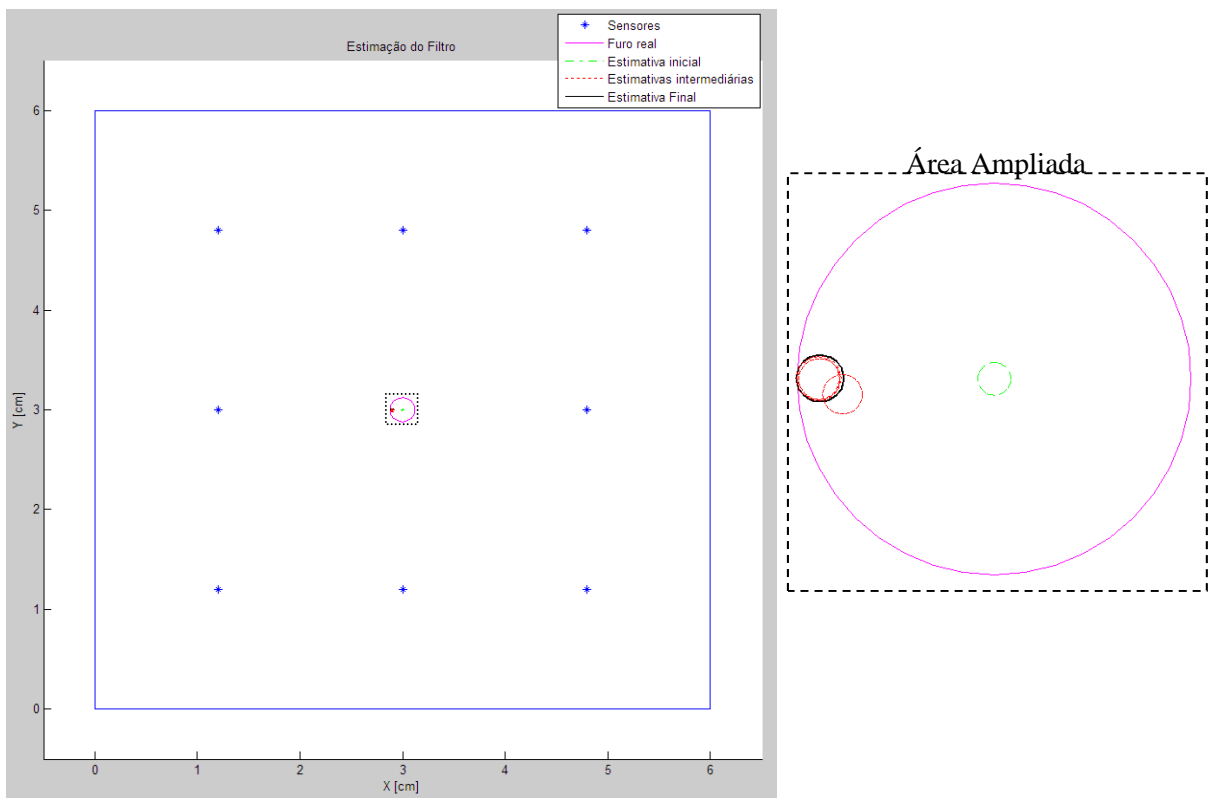 Estimação do Filtro
Sensores
Furo real
Estimativa inicial
Estimativas intermediárias
Estimativa Final
6
5
4
3
2
1
0
Y [cm]
0 1 2 3 4 5 6
X [cm]
Área Ampliada